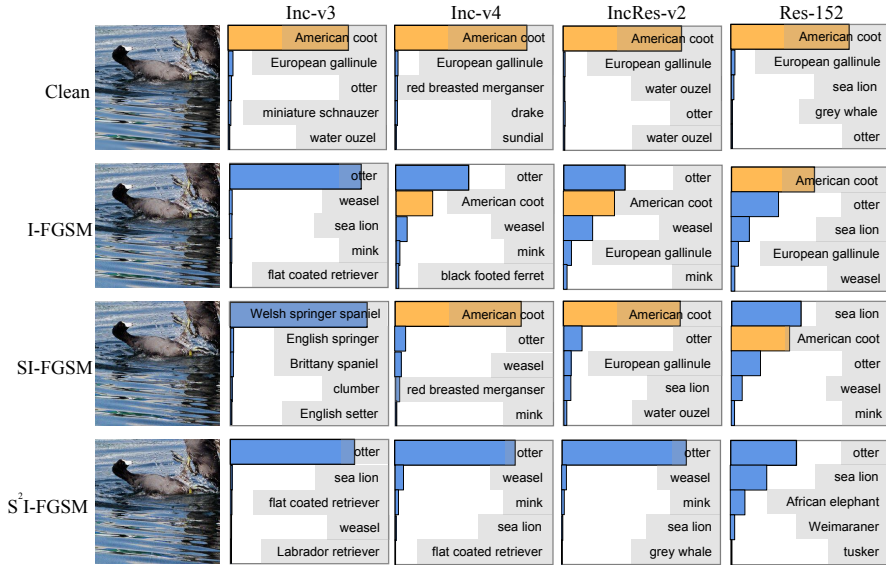 Inc-v3 Inc-v4 IncRes-v2 Res-152
Clean
American coot
European gallinule
otter
miniature schnauzer
water ouzel
American coot
European gallinule
red breasted merganser
drake
sundial
American coot
European gallinule
water ouzel
otter
water ouzel
American coot
European gallinule
sea lion
grey whale
otter
I-FGSM
otter
weasel
sea lion
mink
flat coated retriever
otter
American coot
weasel
mink
black footed ferret
otter
American coot
weasel
European gallinule
mink
American coot
otter
sea lion
European gallinule
weasel
SI-FGSM
Welsh springer spaniel
English springer
Brittany spaniel
clumber
English setter
American coot
otter
weasel
red breasted merganser
mink
American coot
otter
European gallinule
sea lion
water ouzel
sea lion
American coot
otter
weasel
mink
S²I-FGSM
otter
sea lion
flat coated retriever
weasel
Labrador retriever
otter
weasel
mink
sea lion
flat coated retriever
otter
weasel
mink
sea lion
grey whale
otter
sea lion
African elephant
Weimaraner
tusker